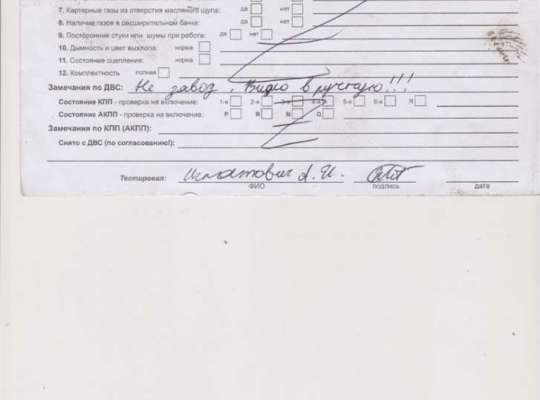 7. Картерные газы из отверстия масляного щупа: да нет
8. Наличие газов в расширительном бачке: да нет
9. Посторонние стуки или шумы при работе: да нет
10. Дымность и цвет выхлопа: норма
11. Состояние сцепления: норма
12. Комплектность полная
Замечания по ДВС: Не завод. Видио в ручную!!!
Состояние КПП - проверка на включение: 1-я 2-я 3-я 4-я 5-я 6-я R
Состояние АКПП - проверка на включение: P R N D
Замечания по КПП (АКПП):
Снято с ДВС (по согласованию!):
Тестировал: А. И.
ФИО подпись дата